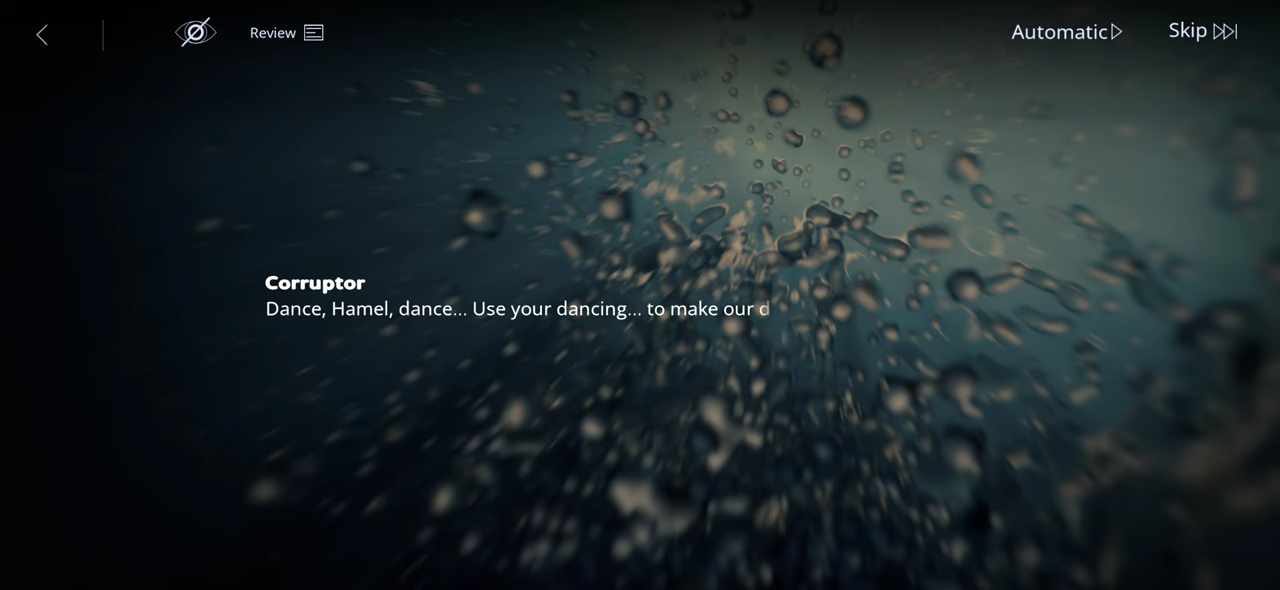 Review
Automatic
Skip
Corruptor
Dance, Hamel, dance... Use your dancing... to make our d